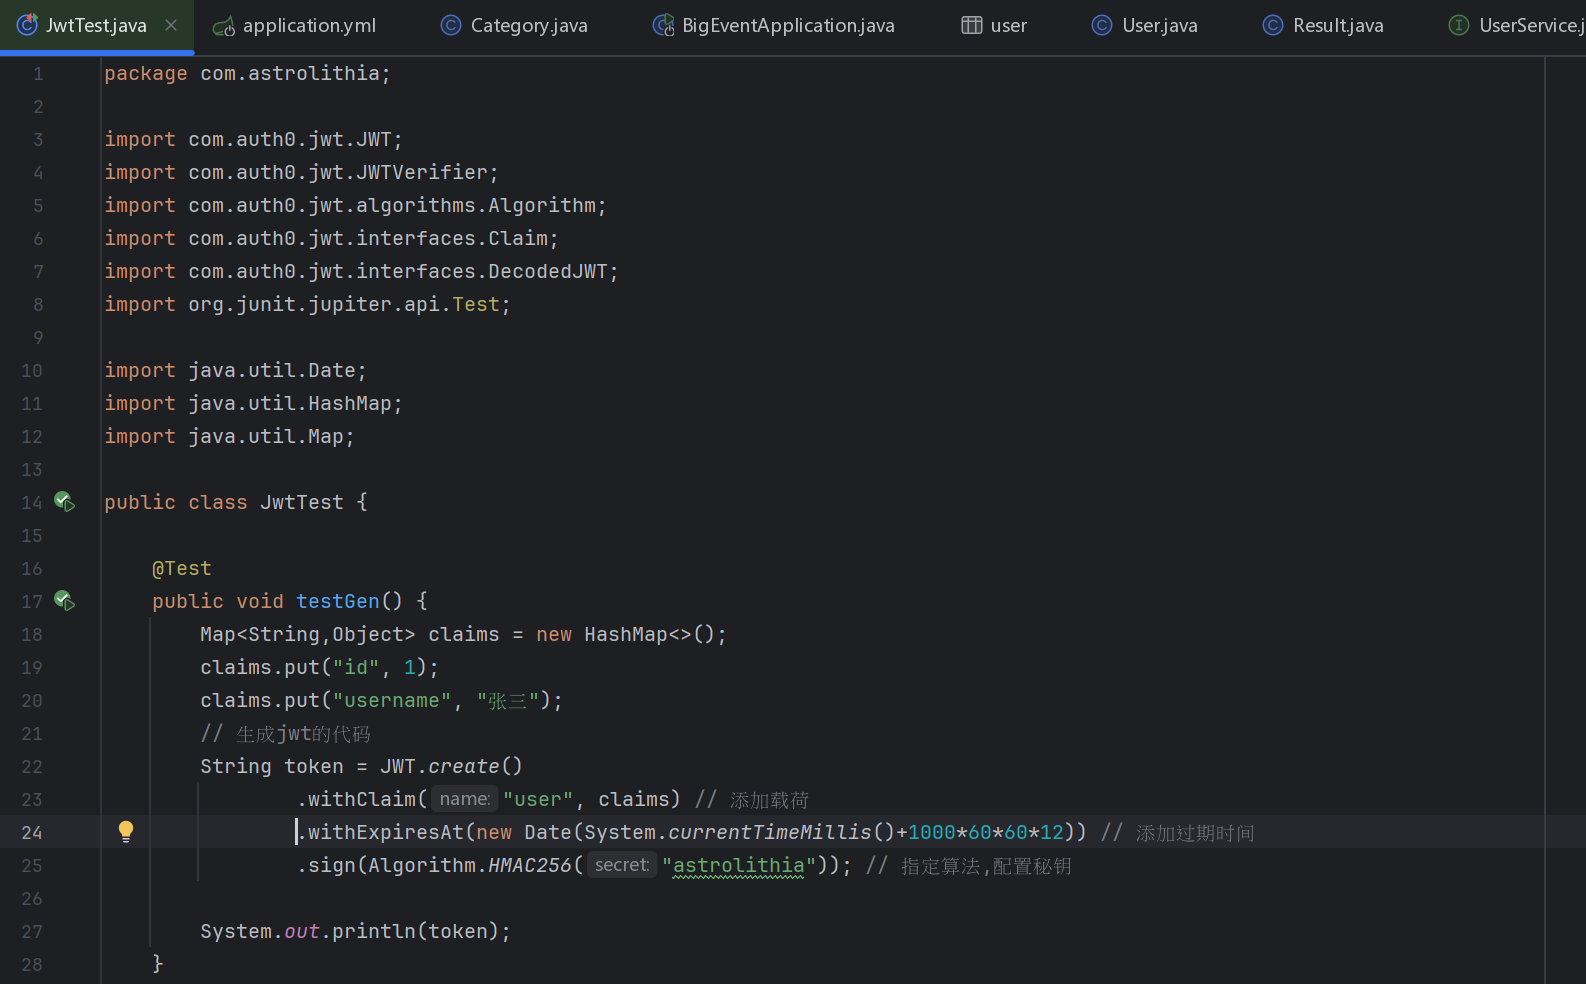 JwtTest.java application.yml Category.java BigEventApplication.java user User.java Result.java UserService.j
1 package com.astrolithia;
2
3 import com.auth0.jwt.JWT;
4 import com.auth0.jwt.JWTVerifier;
5 import com.auth0.jwt.algorithms.Algorithm;
6 import com.auth0.jwt.interfaces.Claim;
7 import com.auth0.jwt.interfaces.DecodedJWT;
8 import org.junit.jupiter.api.Test;
9
10 import java.util.Date;
11 import java.util.HashMap;
12 import java.util.Map;
13
14 public class JwtTest {
15
16 @Test
17 public void testGen() {
18 Map<String,Object> claims = new HashMap<>();
19 claims.put("id", 1);
20 claims.put("username", "张三");
21 // 生成jwt的代码
22 String token = JWT.create()
23 .withClaim( name: "user", claims) // 添加载荷
24 .withExpiresAt(new Date(System.currentTimeMillis()+1000*60*60*12)) // 添加过期时间
25 .sign(Algorithm.HMAC256( secret: "astrolithia")); // 指定算法,配置秘钥
26
27 System.out.println(token);
28 }